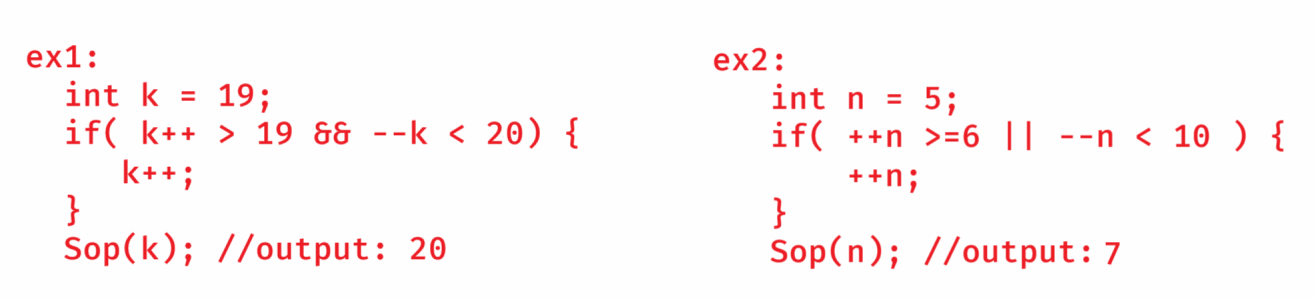 ex1:
int k = 19;
if( k++ > 19 && --k < 20) {
k++;
}
Sop(k); //output: 20
ex2:
int n = 5;
if( ++n >=6 || --n < 10 ) {
++n;
}
Sop(n); //output: 7